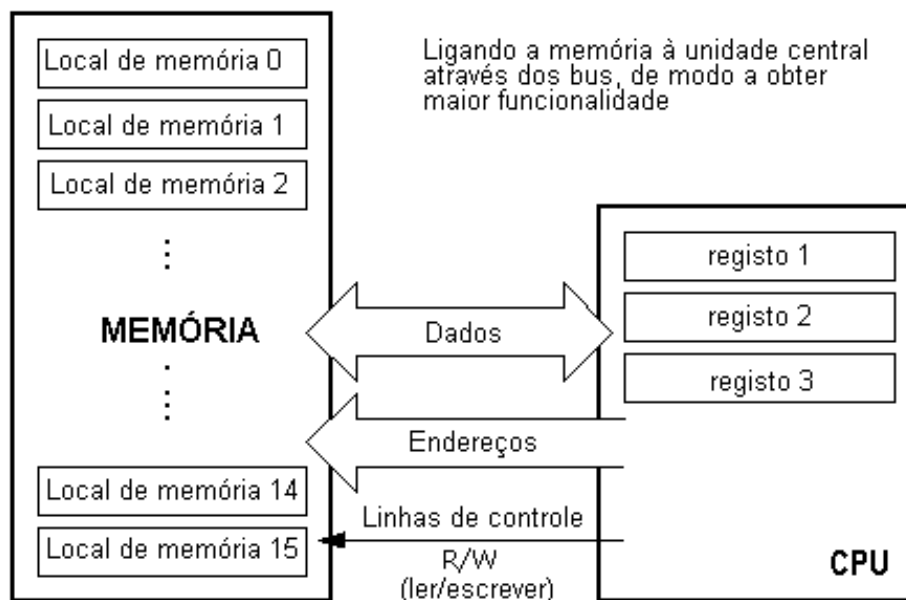 Local de memória 0
Local de memória 1
Local de memória 2
MEMÓRIA
Local de memória 14
Local de memória 15
Ligando a memória à unidade central
através dos bus, de modo a obter
maior funcionalidade
Dados
Endereços
Linhas de controle
R/W
(ler/escrever)
registo 1
registo 2
registo 3
CPU